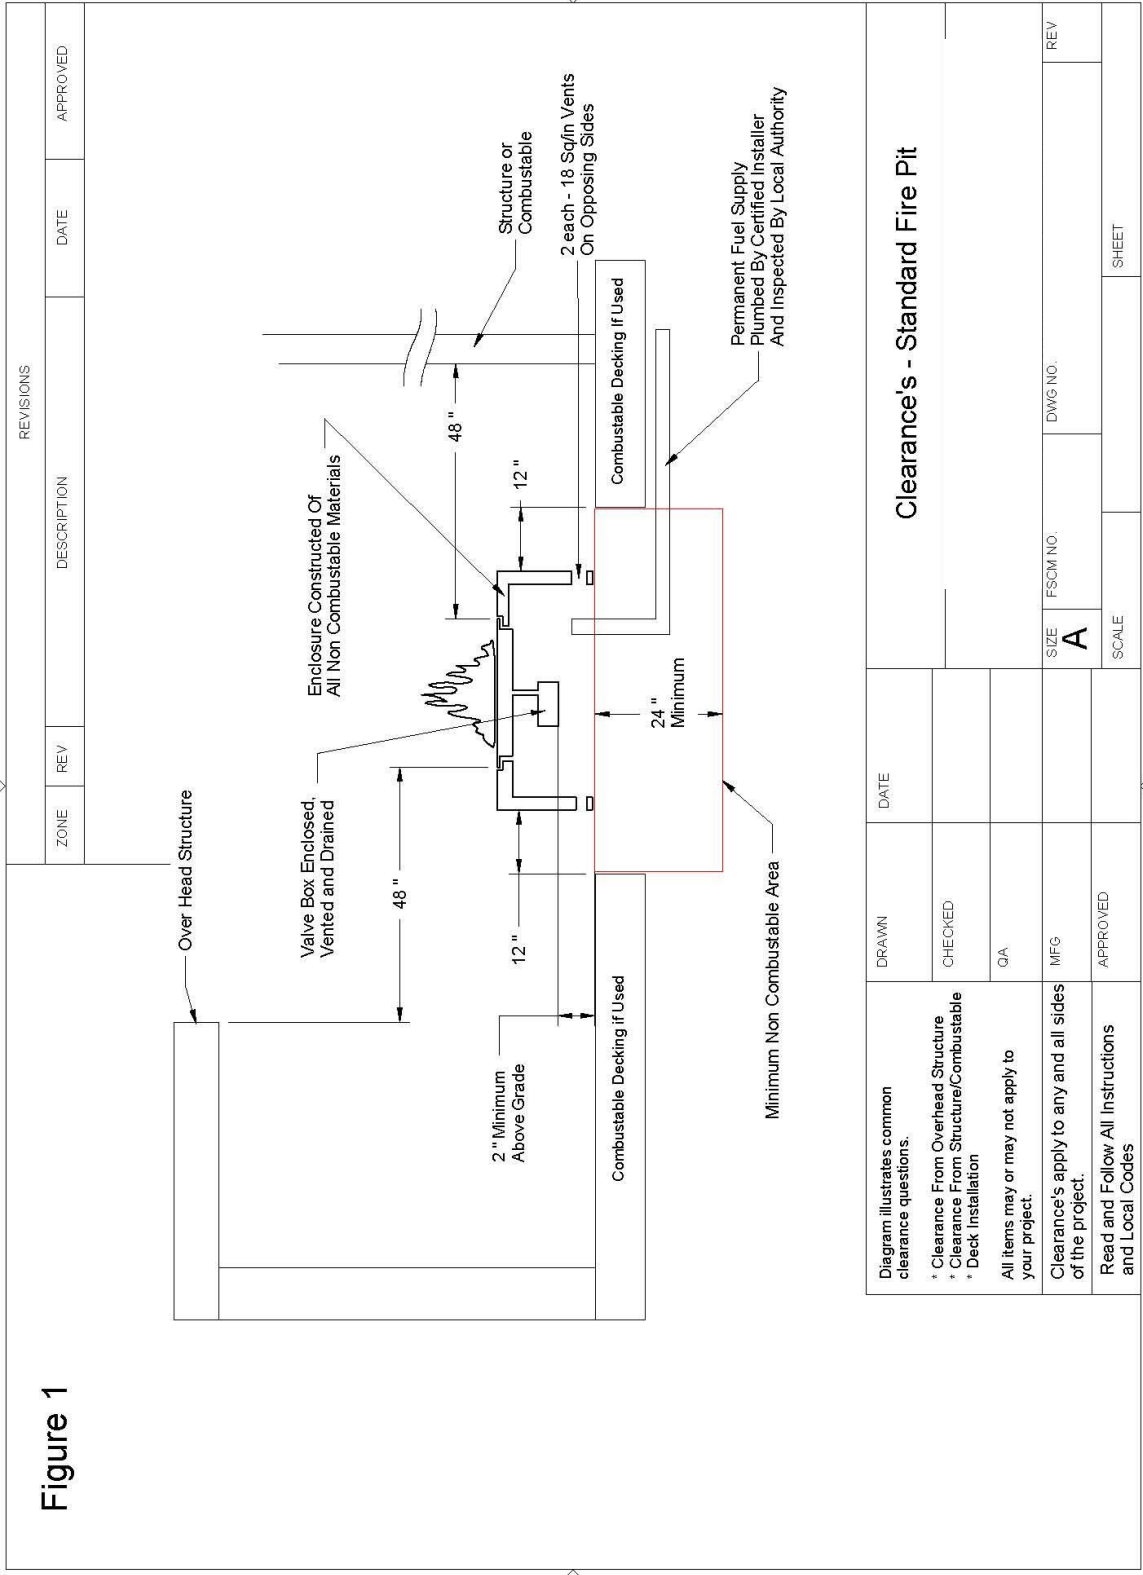 Figure 1
REVISIONS
ZONE
REV
DESCRIPTION
DATE
APPROVED
Over Head Structure
Valve Box Enclosed,
Vented and Drained
Enclosure Constructed Of
All Non Combustable Materials
48 "
48 "
Structure or
Combustable
2 " Minimum
Above Grade
12 "
12 "
2 each - 18 Sq/in Vents
On Opposing Sides
Combustable Decking if Used
24 "
Minimum
Combustable Decking If Used
Minimum Non Combustable Area
Permanent Fuel Supply
Plumbed By Certified Installer
And Inspected By Local Authority
Diagram illustrates common
clearance questions.
* Clearance From Overhead Structure
* Clearance From Structure/Combustable
* Deck Installation
All items may or may not apply to
your project.
Clearance's apply to any and all sides
of the project.
Read and Follow All Instructions
and Local Codes
DRAWN
DATE
CHECKED
QA
MFG
APPROVED
Clearance's - Standard Fire Pit
SIZE
A
FSCM NO.
DWG NO.
REV
SCALE
SHEET